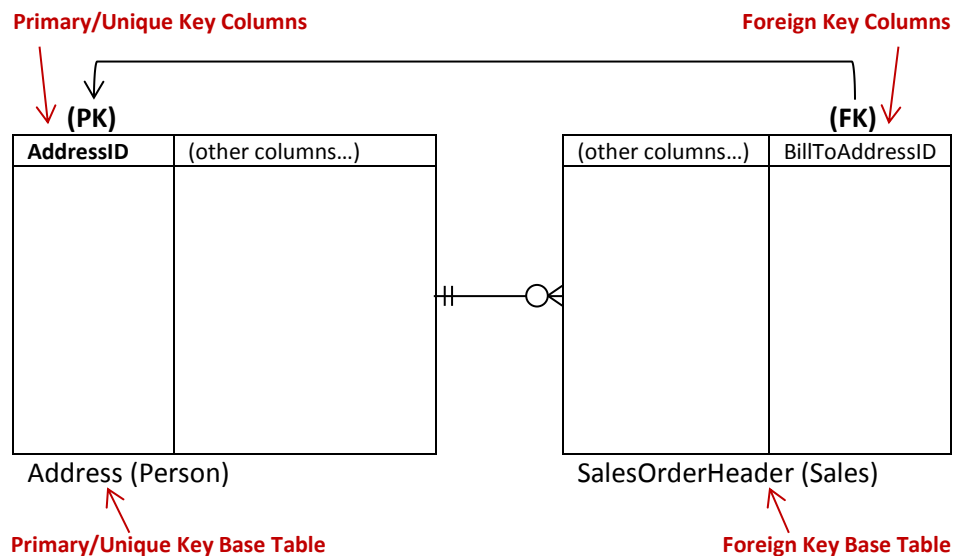 Primary/Unique Key Columns
Foreign Key Columns
(PK)
(FK)
AddressID
(other columns…)
(other columns…)
BillToAddressID
Address (Person)
SalesOrderHeader (Sales)
Primary/Unique Key Base Table
Foreign Key Base Table